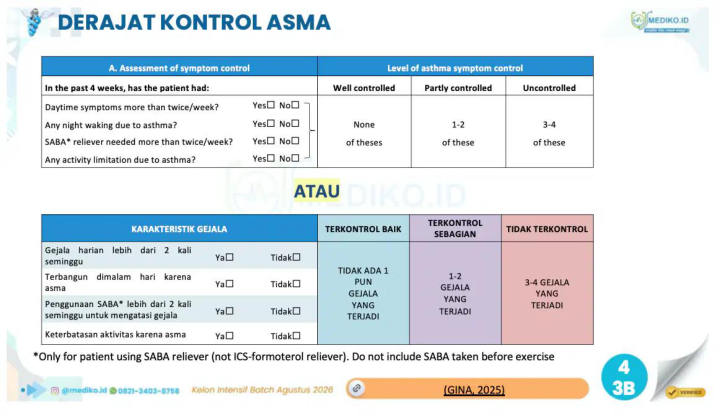 DERAJAT KONTROL ASMA
MEDIKO.ID
A. Assessment of symptom control
Level of asthma symptom control
In the past 4 weeks, has the patient had:
Well controlled
Partly controlled
Uncontrolled
Daytime symptoms more than twice/week? Yes☐ No☐
Any night waking due to asthma? Yes☐ No☐
SABA* reliever needed more than twice/week? Yes☐ No☐
Any activity limitation due to asthma? Yes☐ No☐
None
of theses
1-2
of these
3-4
of these
MEDIKO.ID
ATAU
KARAKTERISTIK GEJALA
TERKONTROL BAIK
TERKONTROL
SEBAGIAN
TIDAK TERKONTROL
Gejala harian lebih dari 2 kali
seminggu
Ya☐ Tidak☐
Terbangun dimalam hari karena
asma
Ya☐ Tidak☐
Penggunaan SABA* lebih dari 2 kali
seminggu untuk mengatasi gejala
Ya☐ Tidak☐
Keterbatasan aktivitas karena asma
Ya☐ Tidak☐
TIDAK ADA 1
PUN
GEJALA
YANG
TERJADI
1-2
GEJALA
YANG
TERJADI
3-4 GEJALA
YANG
TERJADI
*Only for patient using SABA reliever (not ICS-formoterol reliever). Do not include SABA taken before exercise
4
3B
@mediko.id 0821-3403-8758 Kelon Intensif Batch Agustus 2026
(GINA, 2025)
VERIFIED